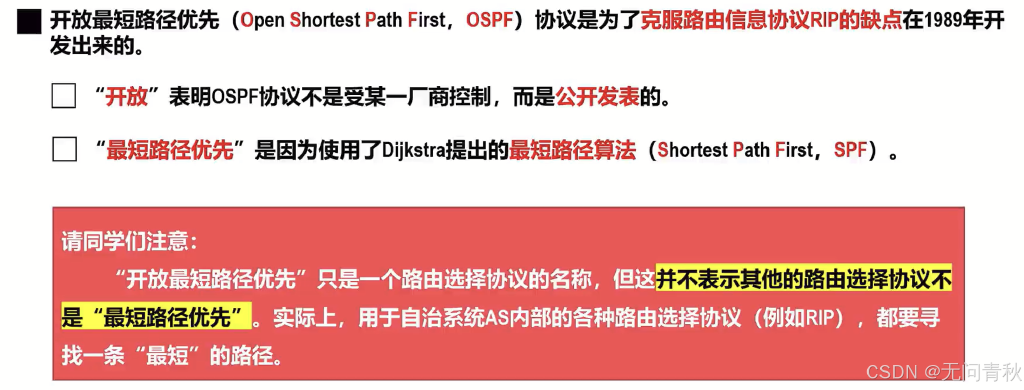 开放最短路径优先（Open Shortest Path First，OSPF）协议是为了克服路由信息协议RIP的缺点在1989年开
发出来的。
“开放”表明OSPF协议不是受某一厂商控制，而是公开发表的。
“最短路径优先”是因为使用了Dijkstra提出的最短路径算法（Shortest Path First，SPF）。
请同学们注意：
“开放最短路径优先”只是一个路由选择协议的名称，但这并不表示其他的路由选择协议不
是“最短路径优先”。实际上，用于自治系统AS内部的各种路由选择协议（例如RIP），都要寻
找一条“最短”的路径。
CSDN @无问青秋